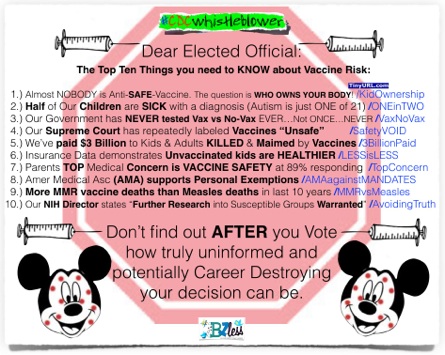 #CDCwhistleblower
Dear Elected Official:
The Top Ten Things you need to KNOW about Vaccine Risk:
TinyURL.com
1.) Almost NOBODY is Anti-SAFE-Vaccine. The question is WHO OWNS YOUR BODY! /KidOwnership
2.) Half of Our Children are SICK with a diagnosis (Autism is just ONE of 21) /ONEinTWO
3.) Our Government has NEVER tested Vax vs No-Vax EVER…Not ONCE…NEVER /VaxNoVax
4.) Our Supreme Court has repeatedly labeled Vaccines “Unsafe” /SafetyVOID
5.) We’ve paid $3 Billion to Kids & Adults KILLED & Maimed by Vaccines /3BillionPaid
6.) Insurance Data demonstrates Unvaccinated kids are HEALTHIER /LESSisLESS
7.) Parents TOP Medical Concern is VACCINE SAFETY at 89% responding /TopConcern
8.) Amer Medical Asc (AMA) supports Personal Exemptions /AMAagainstMANDATES
9.) More MMR vaccine deaths than Measles deaths in last 10 years /MMRvsMeasles
10.) Our NIH Director states “Further Research into Susceptible Groups Warranted” /AvoidingTruth
Don’t find out AFTER you Vote
how truly uninformed and
potentially Career Destroying
your decision can be.